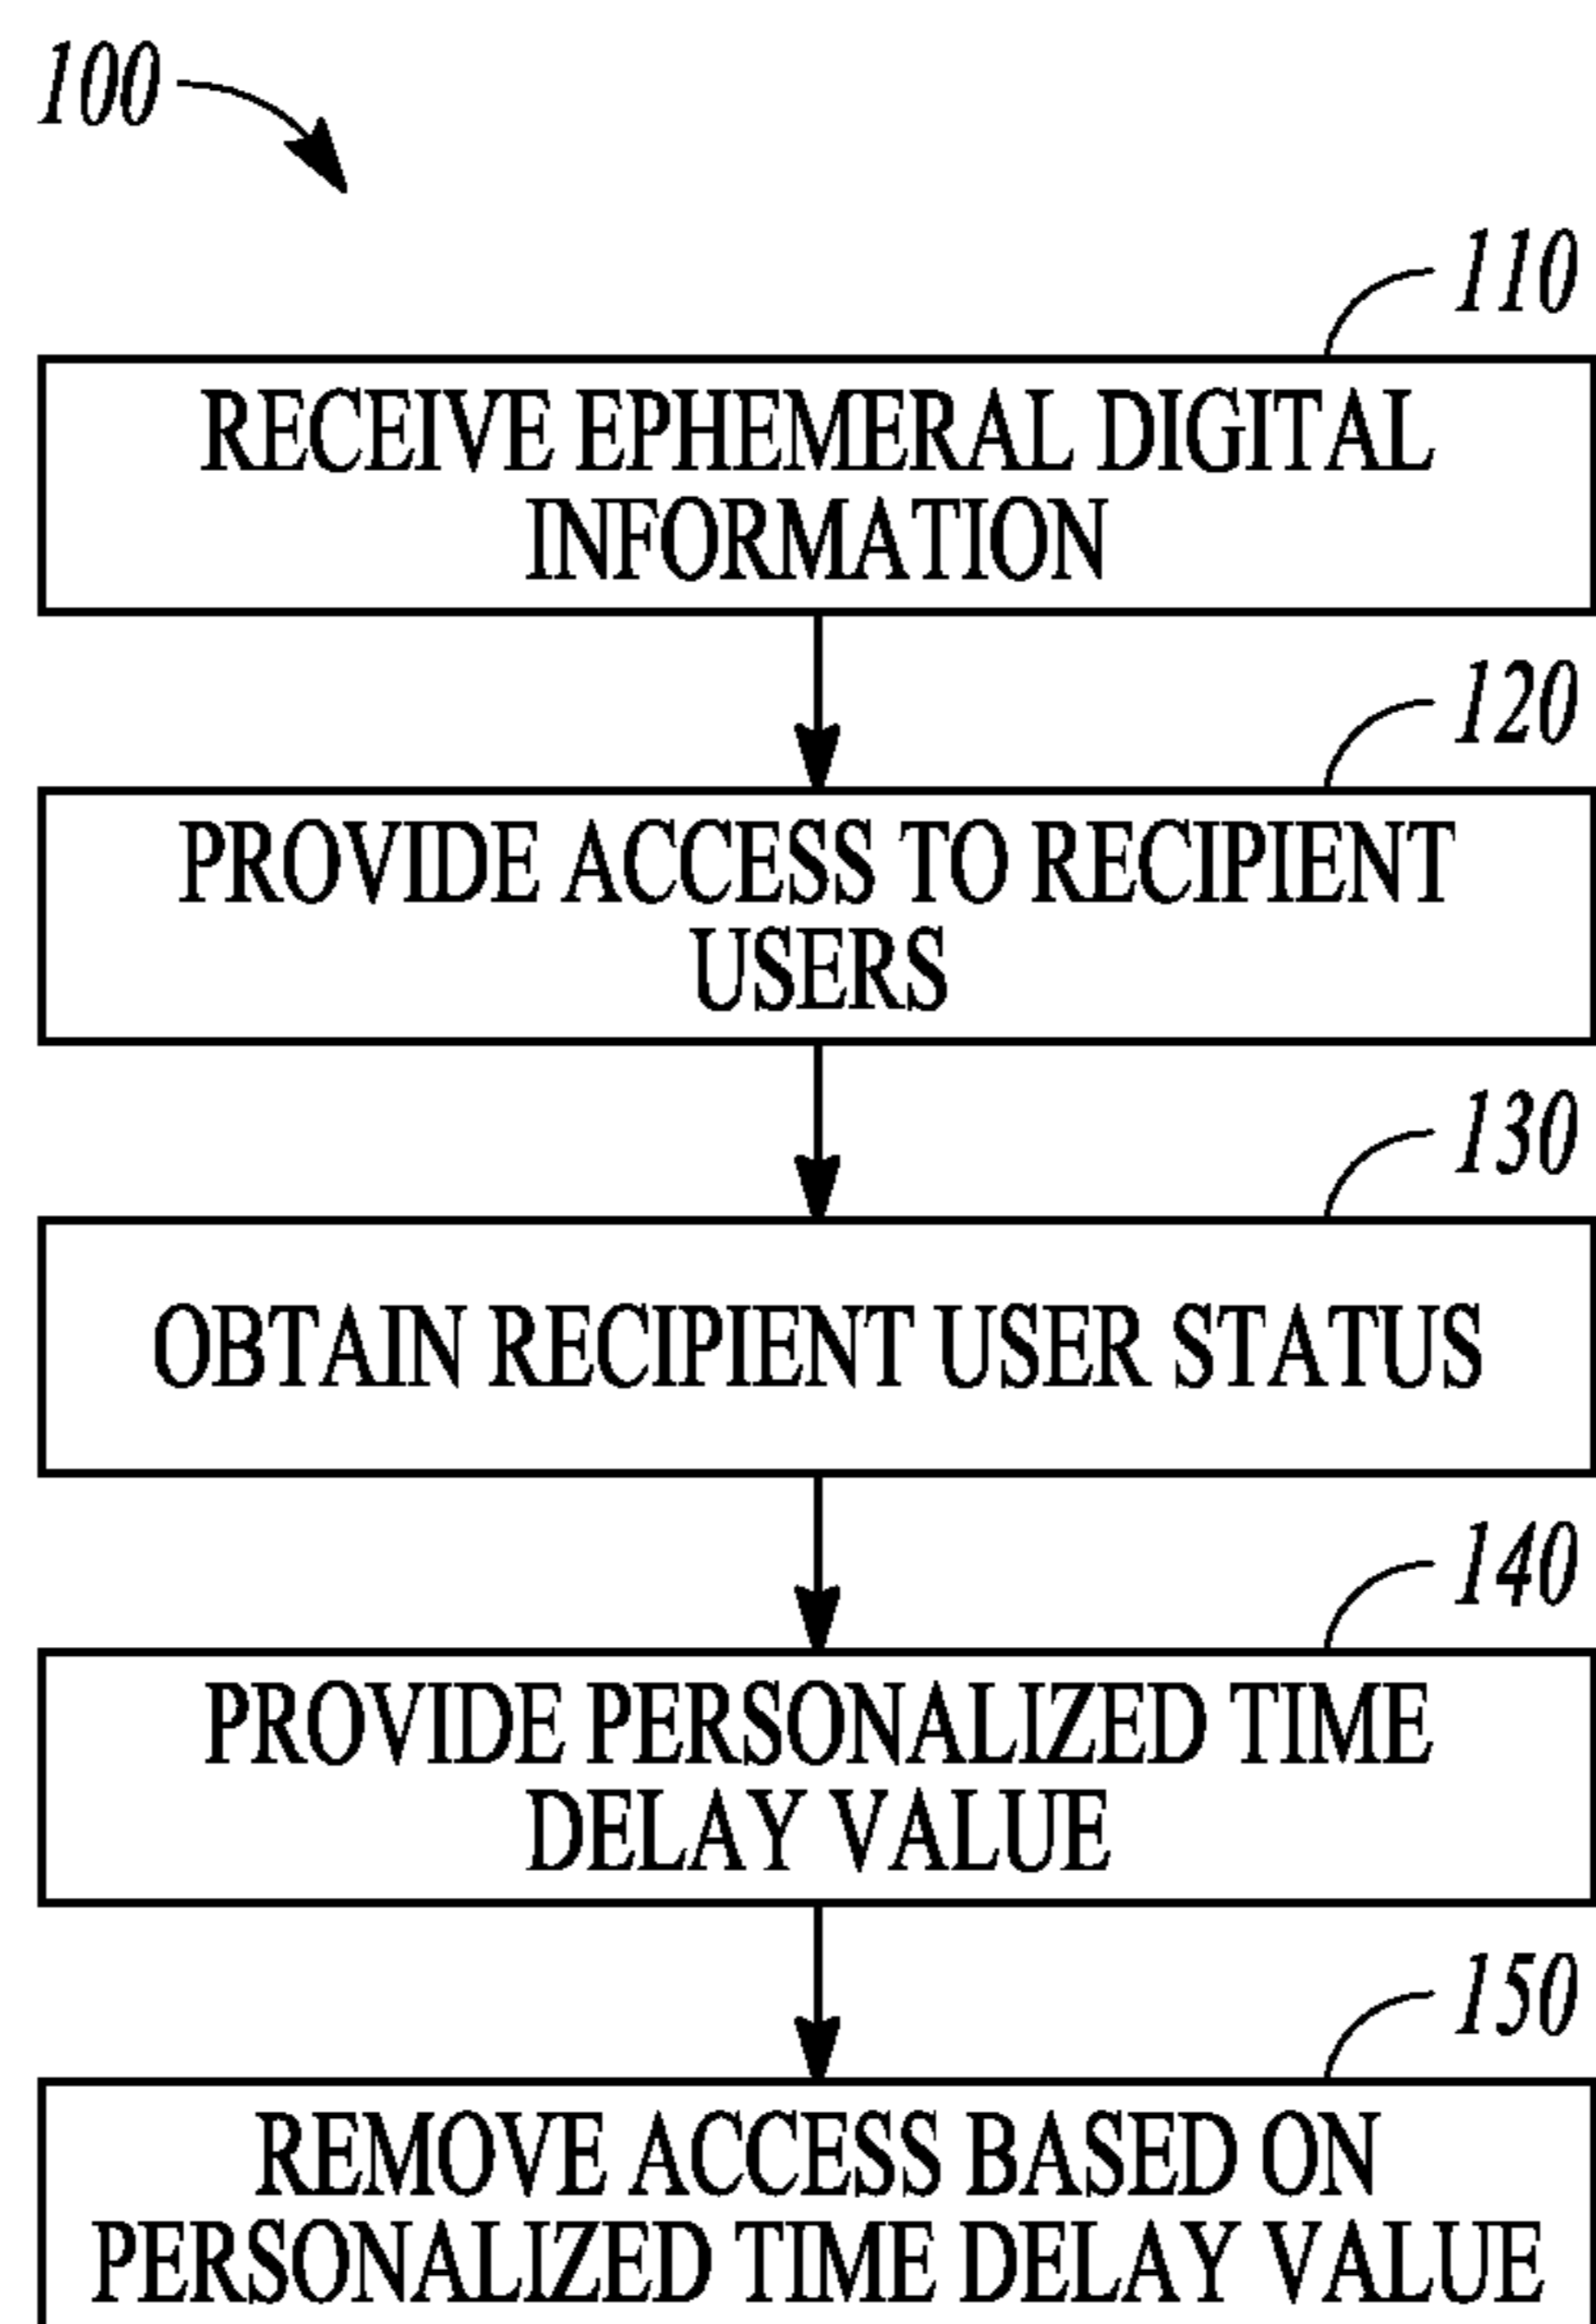 100
110
RECEIVE EPHEMERAL DIGITAL
INFORMATION
120
PROVIDE ACCESS TO RECIPIENT
USERS
130
OBTAIN RECIPIENT USER STATUS
140
PROVIDE PERSONALIZED TIME
DELAY VALUE
150
REMOVE ACCESS BASED ON
PERSONALIZED TIME DELAY VALUE